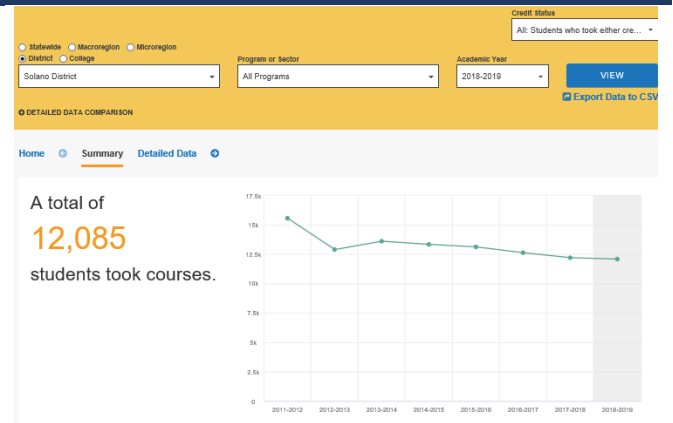 Credit Status
All: Students who took either cre...
Statewide Macroregion Microregion
District College
Program or Sector
Academic Year
Solano District
All Programs
2018-2019
VIEW
Export Data to CSV
DETAILED DATA COMPARISON
Home Summary Detailed Data
A total of
12,085
students took courses.
17.5k
15k
12.5k
10k
7.5k
5k
2.5k
0
2011-2012 2012-2013 2013-2014 2014-2015 2015-2016 2016-2017 2017-2018 2018-2019